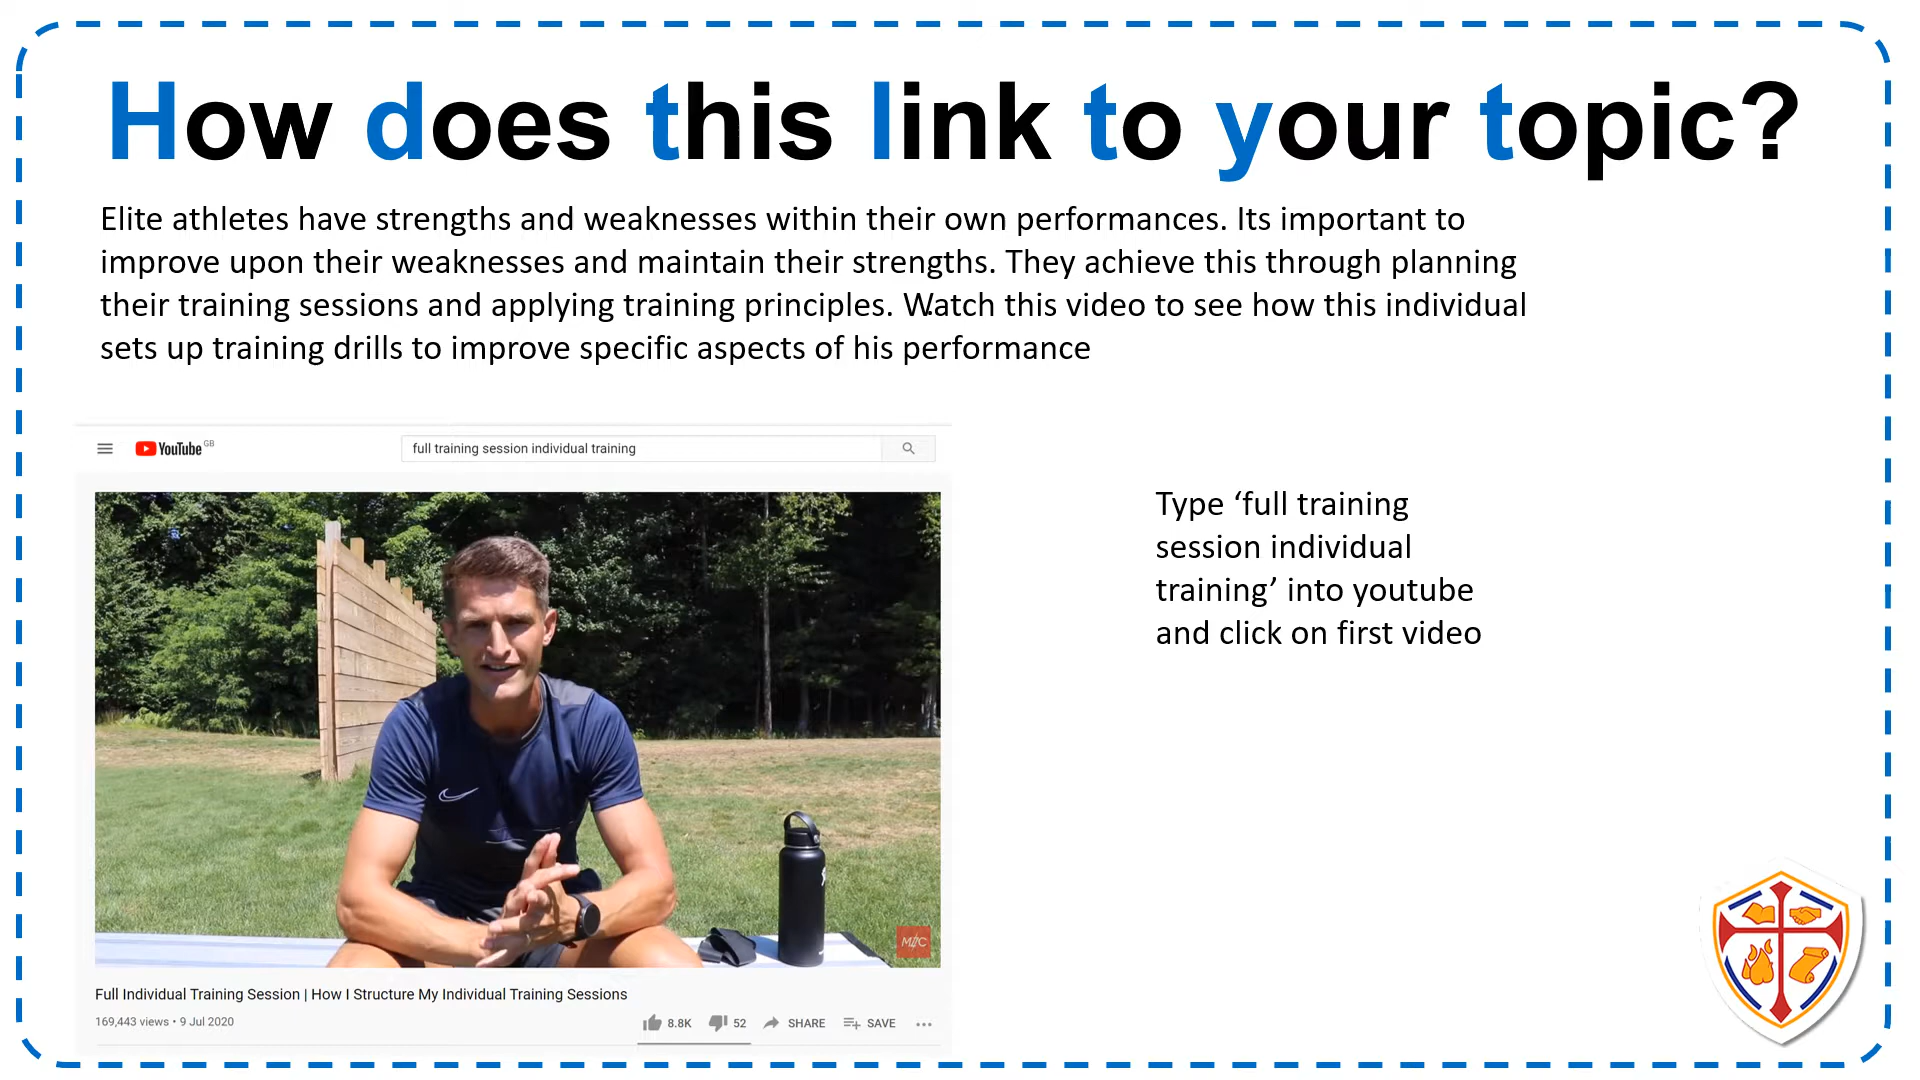 How does this link to your topic?
Elite athletes have strengths and weaknesses within their own performances. Its important to
improve upon their weaknesses and maintain their strengths. They achieve this through planning
their training sessions and applying training principles. Watch this video to see how this individual
sets up training drills to improve specific aspects of his performance
YouTube GB
full training session individual training
Type ‘full training
session individual
training’ into youtube
and click on first video
M//C
Full Individual Training Session | How I Structure My Individual Training Sessions
169,443 views • 9 Jul 2020
8.8K 52 SHARE SAVE